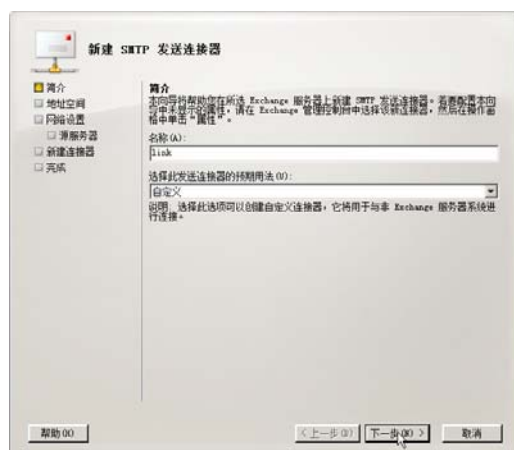 新建 SMTP 发送连接器
简介
地址空间
网络设置
源服务器
新建连接器
完成
简介
本向导将帮助您在所选 Exchange 服务器上新建 SMTP 发送连接器。若要配置本向
导中未显示的属性，请在 Exchange 管理控制台中选择该新连接器，然后在操作窗
格中单击“属性”。
名称(A):
link
选择此发送连接器的预期用法(U):
自定义
说明: 选择此选项可以创建自定义连接器，它将用于与非 Exchange 服务器系统进
行连接。
帮助(H)
<上一步(B)
下一步(N) >
取消